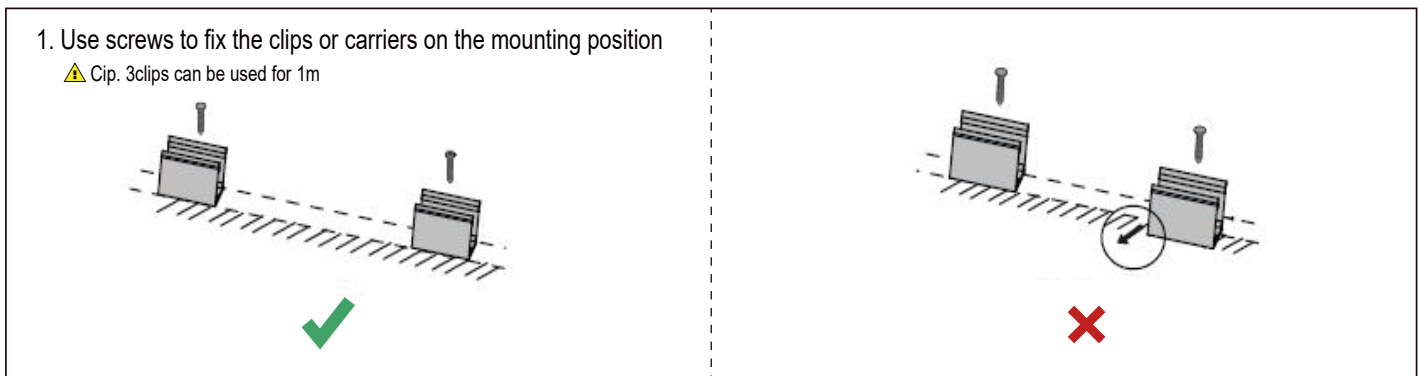 1. Use screws to fix the clips or carriers on the mounting position
Cip. 3clips can be used for 1m